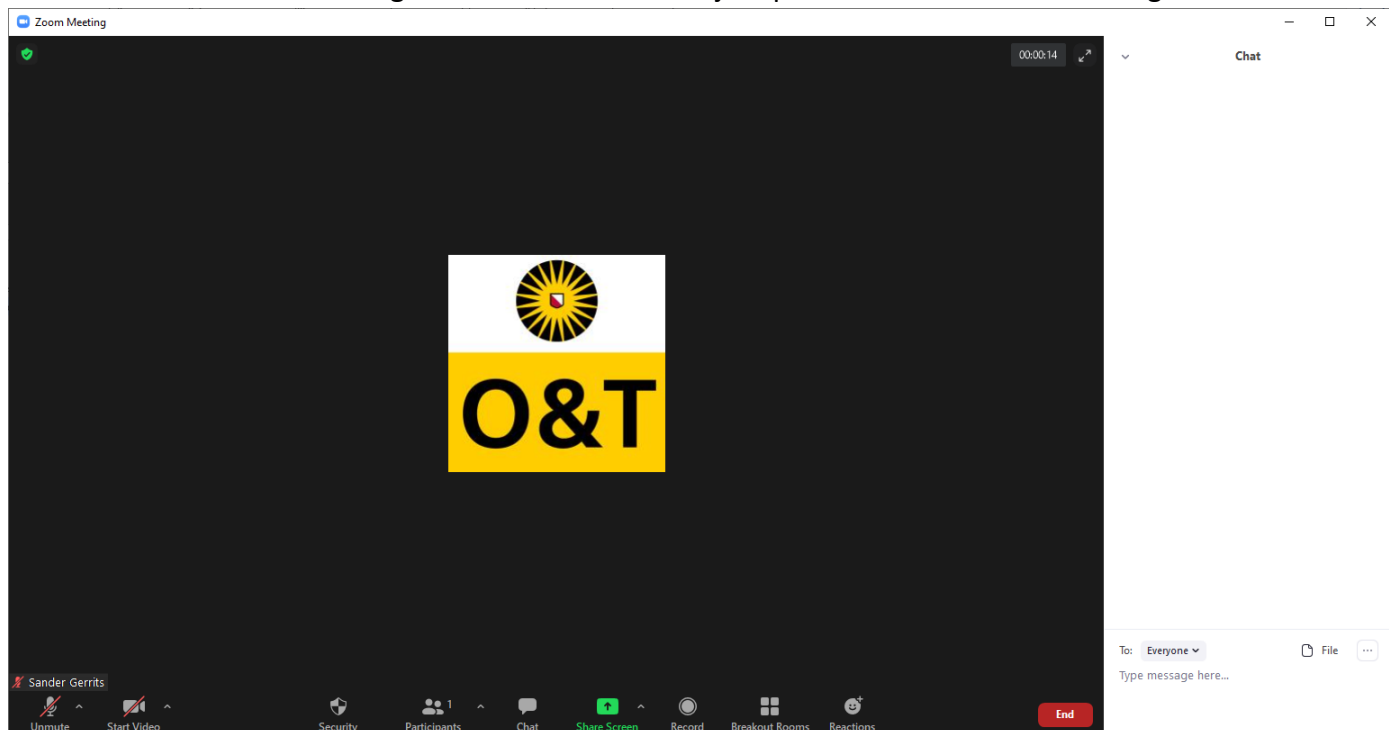 Zoom Meeting
00:00:14
Chat
O&T
To: Everyone
File
Type message here...
Sander Gerrits
1
Unmute
Start Video
Security
Participants
Chat
Share Screen
Record
Breakout Rooms
Reactions
End